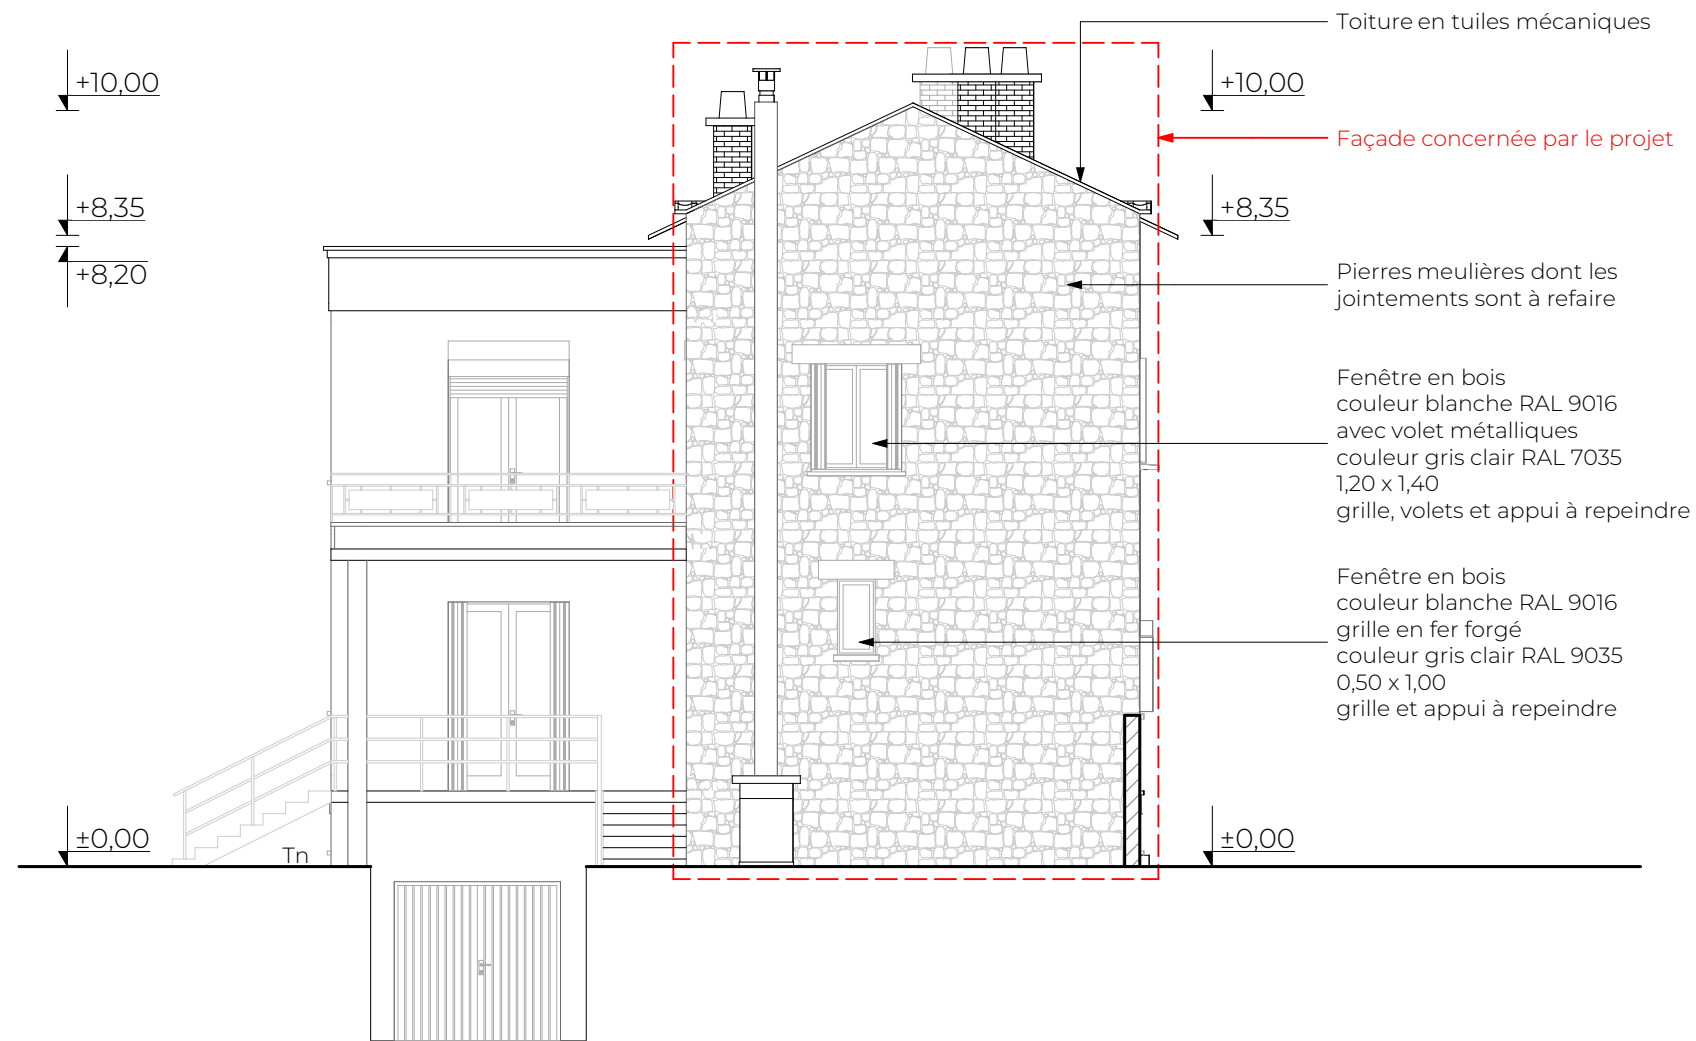 Toiture en tuiles mécaniques
+10,00
+10,00
Façade concernée par le projet
+8,35
+8,35
+8,20
Pierres meulières dont les
jointements sont à refaire
Fenêtre en bois
couleur blanche RAL 9016
avec volet métalliques
couleur gris clair RAL 7035
1,20 x 1,40
grille, volets et appui à repeindre
Fenêtre en bois
couleur blanche RAL 9016
grille en fer forgé
couleur gris clair RAL 9035
0,50 x 1,00
grille et appui à repeindre
±0,00
Tn
±0,00